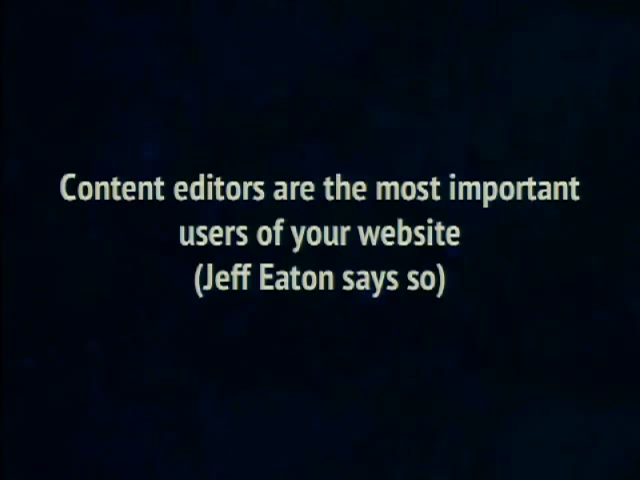 Content editors are the most important
users of your website
(Jeff Eaton says so)